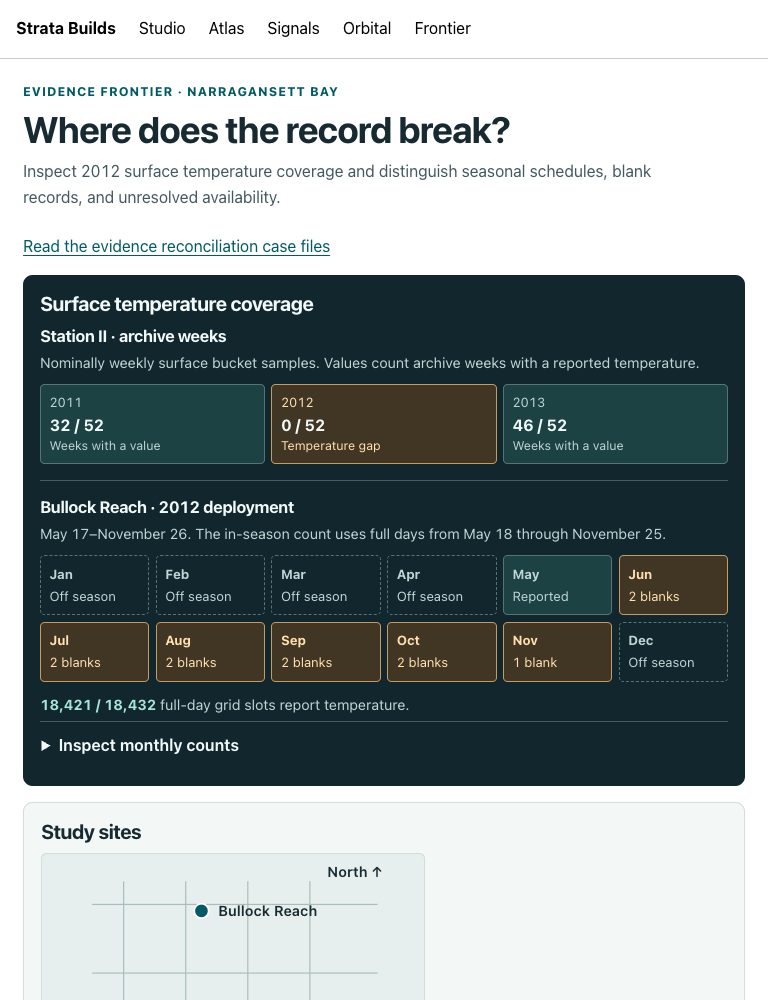 Strata Builds Studio Atlas Signals Orbital Frontier
EVIDENCE FRONTIER · NARRAGANSETT BAY
Where does the record break?
Inspect 2012 surface temperature coverage and distinguish seasonal schedules, blank
records, and unresolved availability.
Read the evidence reconciliation case files
Surface temperature coverage
Station II · archive weeks
Nominally weekly surface bucket samples. Values count archive weeks with a reported temperature.
2011
32 / 52
Weeks with a value
2012
0 / 52
Temperature gap
2013
46 / 52
Weeks with a value
Bullock Reach · 2012 deployment
May 17–November 26. The in-season count uses full days from May 18 through November 25.
Jan
Off season
Feb
Off season
Mar
Off season
Apr
Off season
May
Reported
Jun
2 blanks
Jul
2 blanks
Aug
2 blanks
Sep
2 blanks
Oct
2 blanks
Nov
1 blank
Dec
Off season
18,421 / 18,432 full-day grid slots report temperature.
▶ Inspect monthly counts
Study sites
North ↑
Bullock Reach